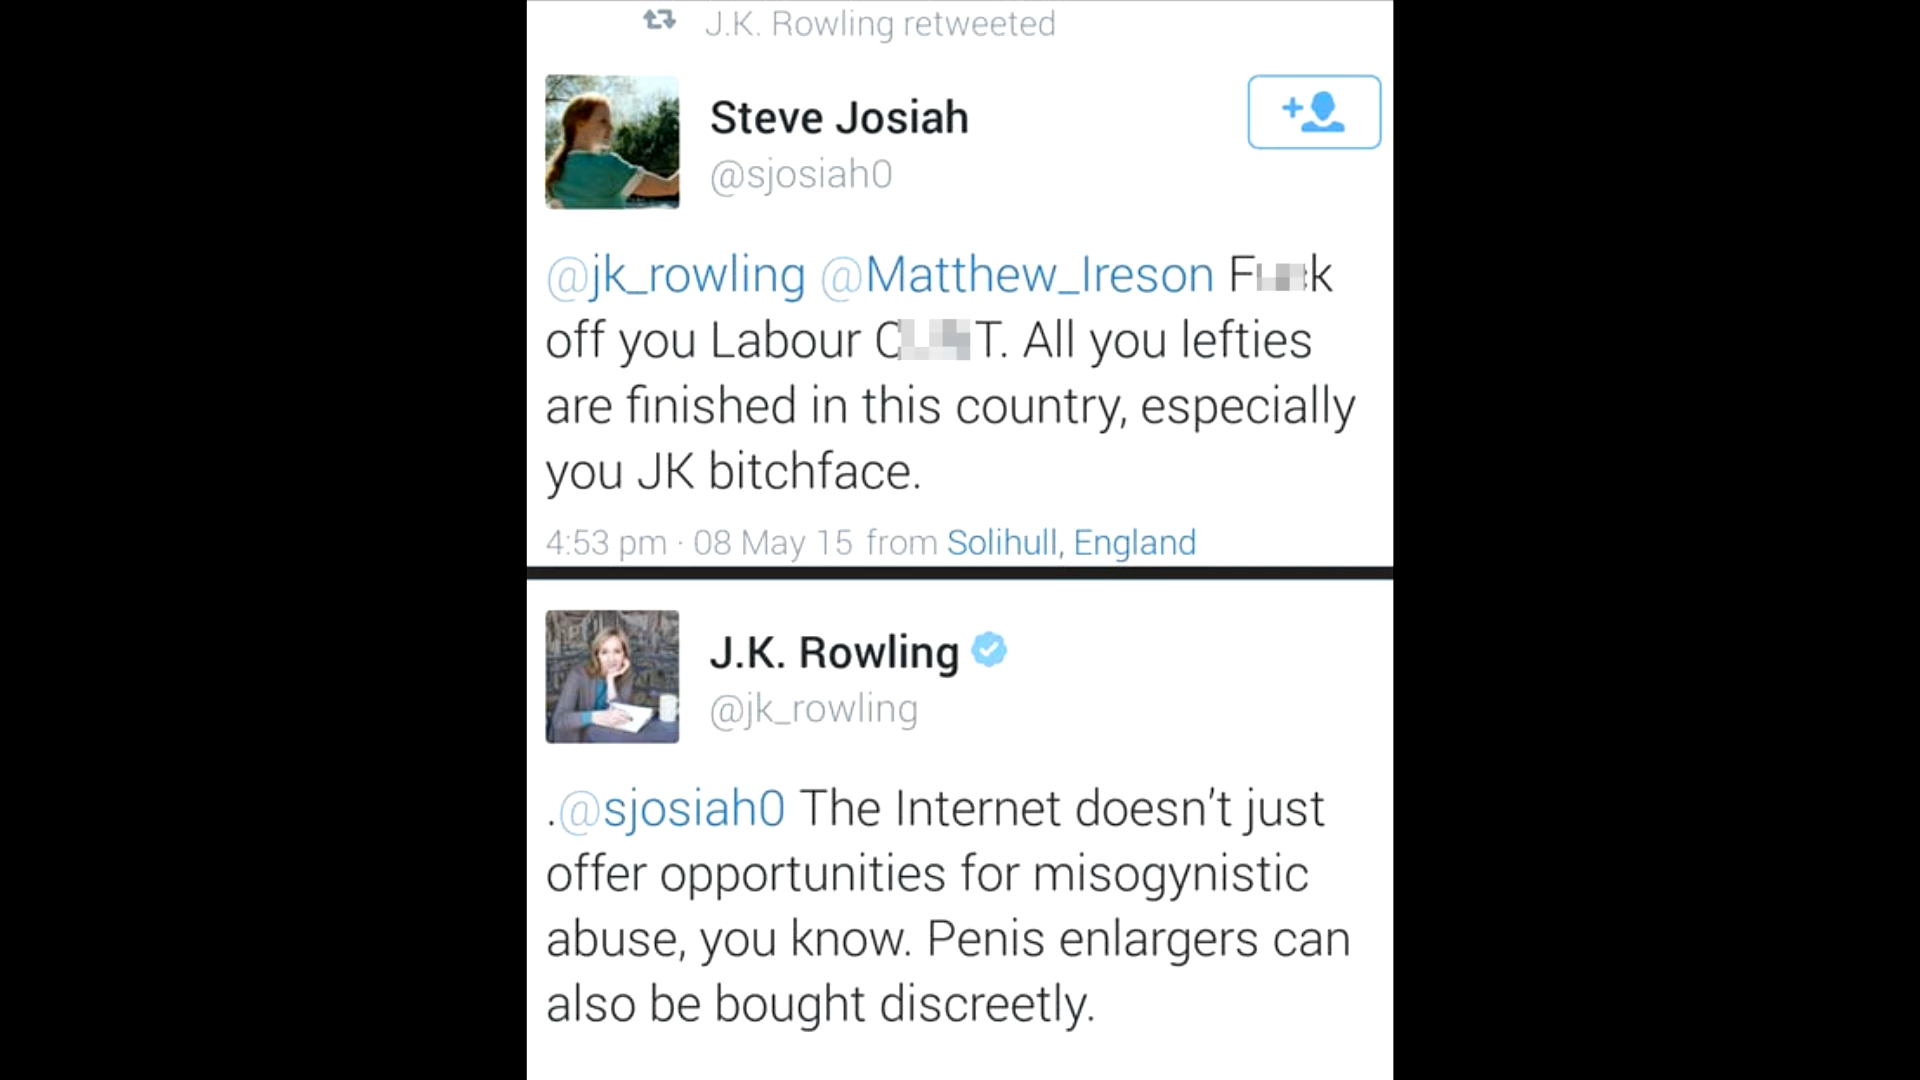 J.K. Rowling retweeted
Steve Josiah
@sjosiah0
@jk_rowling @Matthew_Ireson
off you Labour . All you lefties
are finished in this country, especially
you JK bitchface.
4:53 pm · 08 May 15 from Solihull, England
J.K. Rowling
@jk_rowling
.@sjosiah0 The Internet doesn't just
offer opportunities for misogynistic
abuse, you know. Penis enlargers can
also be bought discreetly.